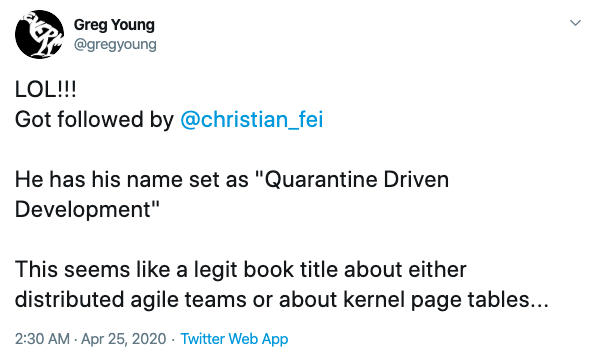 Greg Young
@gregyoung
LOL!!!
Got followed by @christian_fei
He has his name set as "Quarantine Driven
Development"
This seems like a legit book title about either
distributed agile teams or about kernel page tables...
2:30 AM · Apr 25, 2020 · Twitter Web App